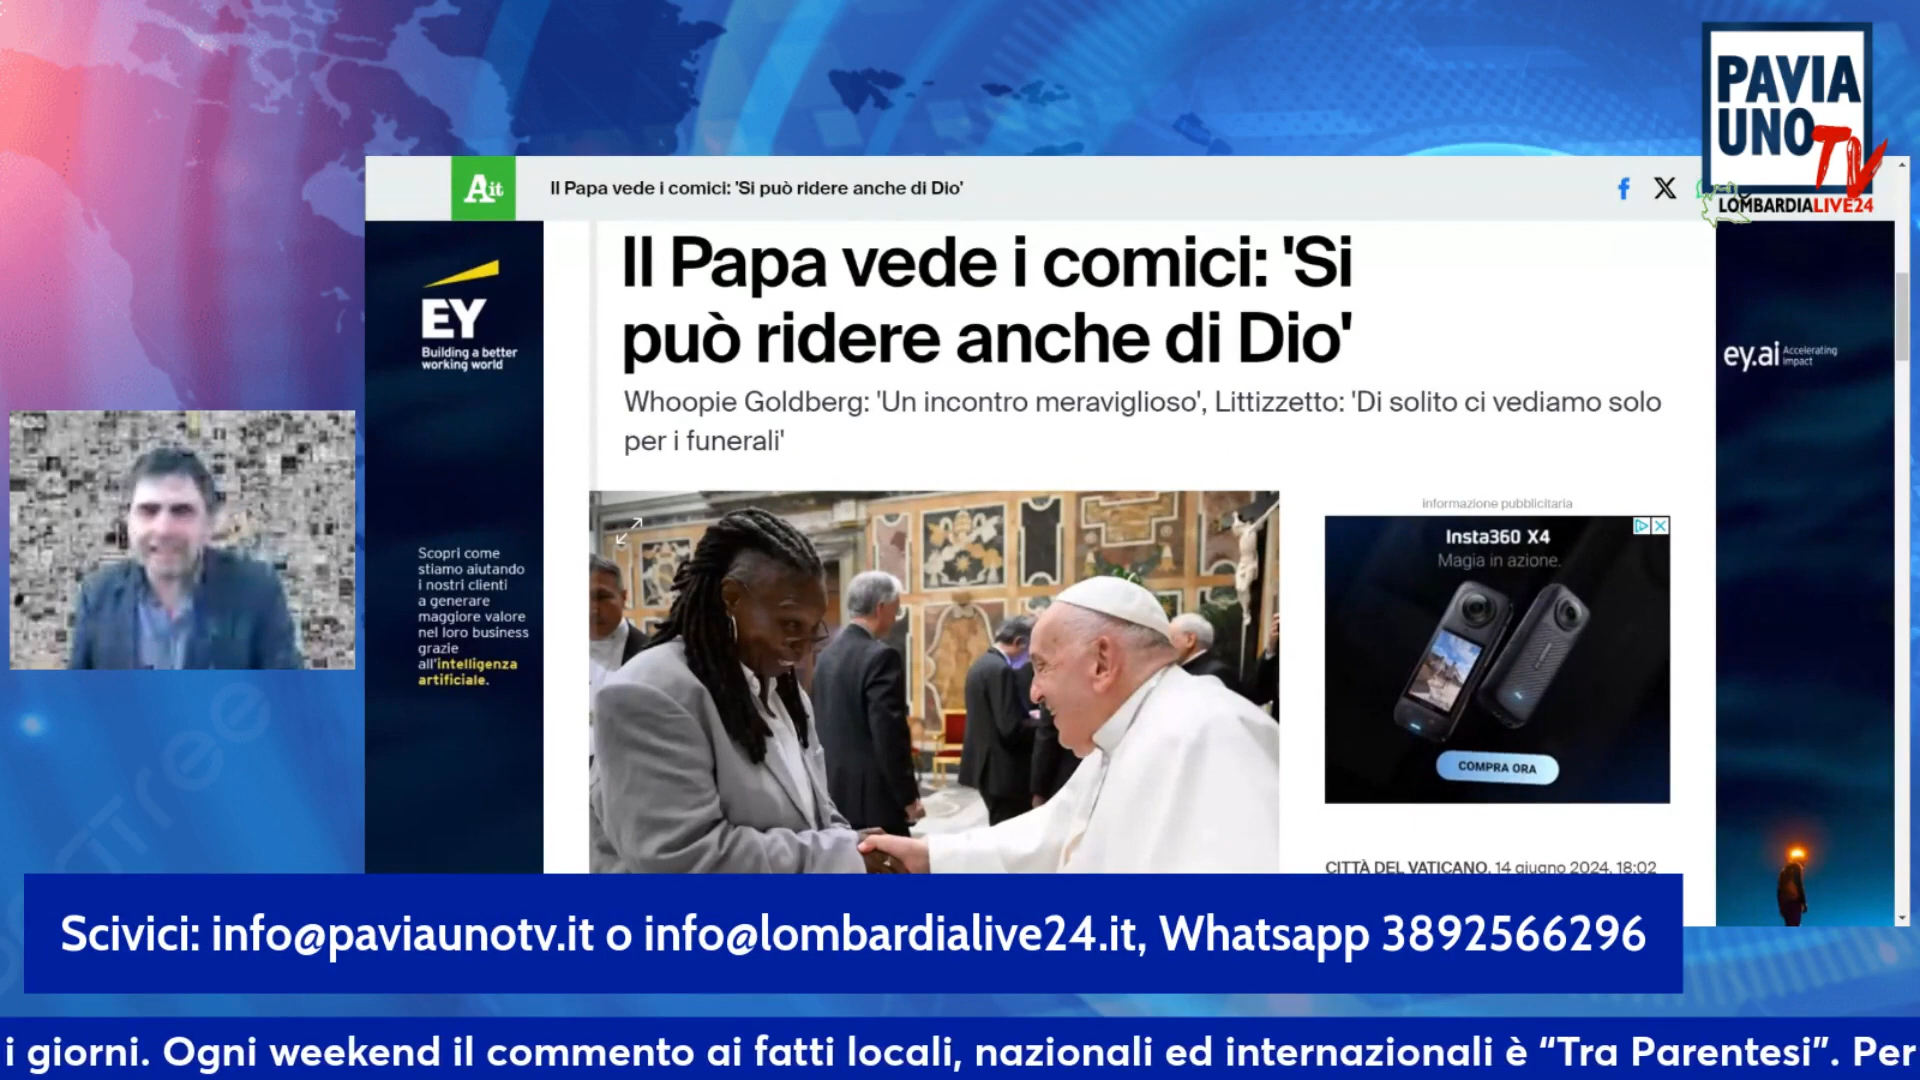 PAVIA
UNO TV
LOMBARDIALIVE24
Ait
Il Papa vede i comici: 'Si può ridere anche di Dio'
Il Papa vede i comici: 'Si
può ridere anche di Dio'
Whoopie Goldberg: 'Un incontro meraviglioso', Littizzetto: 'Di solito ci vediamo solo
per i funerali'
EY
Building a better
working world
Scopri come
stiamo aiutando
i nostri clienti
a generare
maggiore valore
nel loro business
grazie
all'intelligenza
artificiale.
ey.ai Accelerating
impact
informazione pubblicitaria
Insta360 X4
Magia in azione.
COMPRA ORA
CITTÀ DEL VATICANO, 14 giugno 2024, 18:02
Scivici: info@paviaunotv.it o info@lombardialive24.it, Whatsapp 3892566296
i giorni. Ogni weekend il commento ai fatti locali, nazionali ed internazionali è “Tra Parentesi”. Per